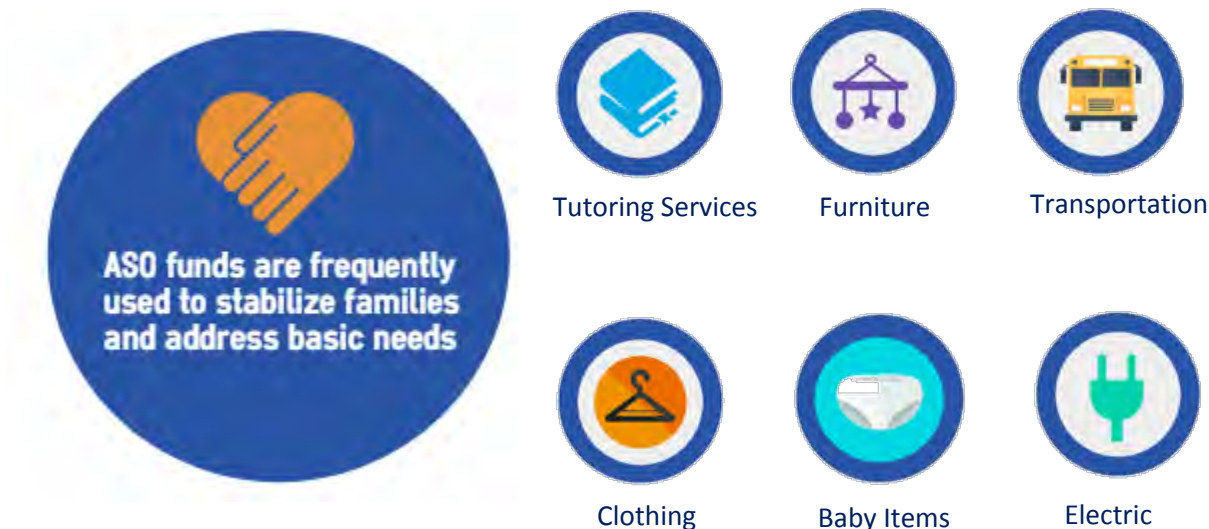 ASO funds are frequently
used to stabilize families
and address basic needs
Tutoring Services
Furniture
Transportation
Clothing
Baby Items
Electric